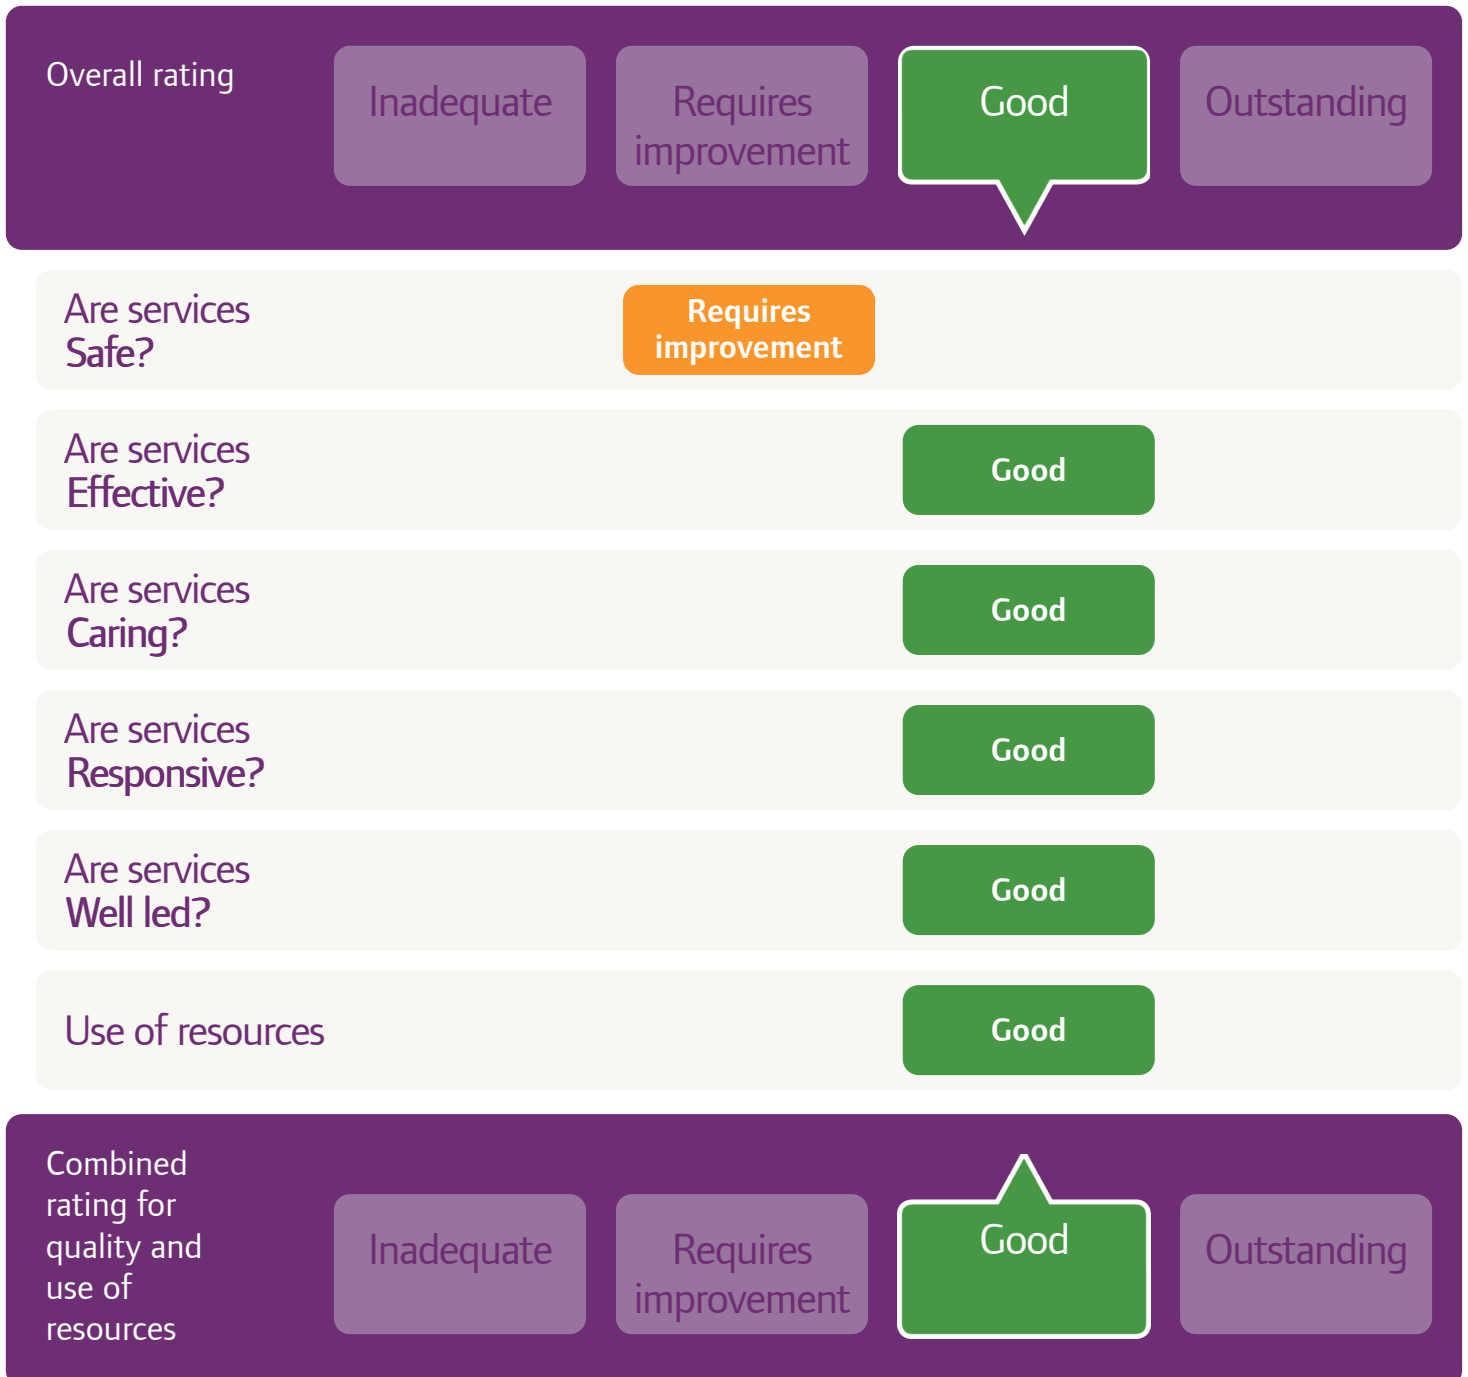 Overall rating
Inadequate
Requires
improvement
Good
Outstanding
Are services
Safe?
Requires
improvement
Are services
Effective?
Good
Are services
Caring?
Good
Are services
Responsive?
Good
Are services
Well led?
Good
Use of resources
Good
Combined
rating for
quality and
use of
resources
Inadequate
Requires
improvement
Good
Outstanding